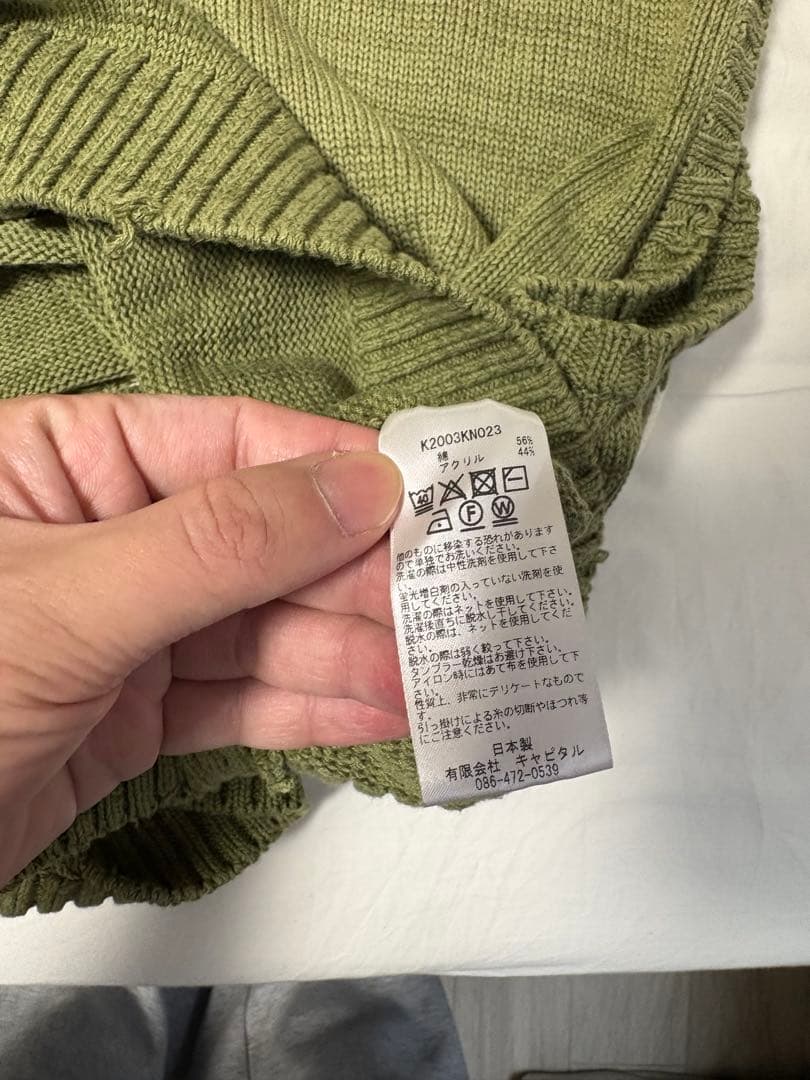 K2003KN023
綿 56%
アクリル 44%
40
F W
他のものに移染する恐れがあります
ので単独でお洗いください。
洗濯の際は中性洗剤を使用して下さ
い。
蛍光増白剤の入っていない洗剤を使
用してください。
洗濯の際はネットを使用して下さい。
洗濯後直ちに脱水し干してください。
脱水の際は、ネットを使用してくだ
さい。
脱水の際は弱く絞って下さい。
タンブラー乾燥はお避け下さい。
アイロン時にはあて布を使用して下
さい。
性質上、非常にデリケートなもので
す。
引っ掛けによる糸の切断やほつれ等
にご注意ください。
日本製
有限会社 キャピタル
086-472-0539